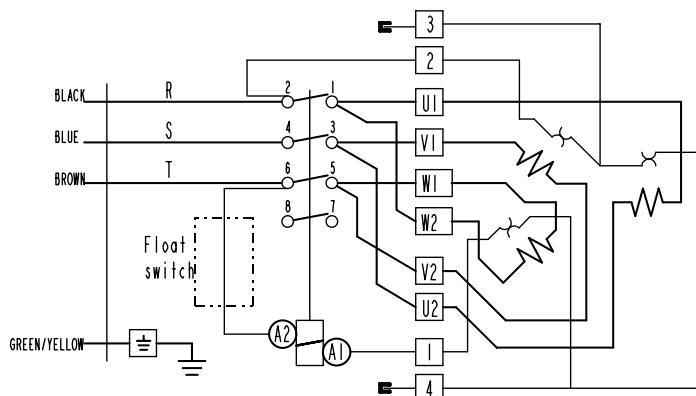 3
2
BLACK R 2 1 U1
BLUE S 4 3 V1
BROWN T 6 5 W1
8 7 W2
Float
switch
V2
U2
GREEN/YELLOW A2 A1 1
4